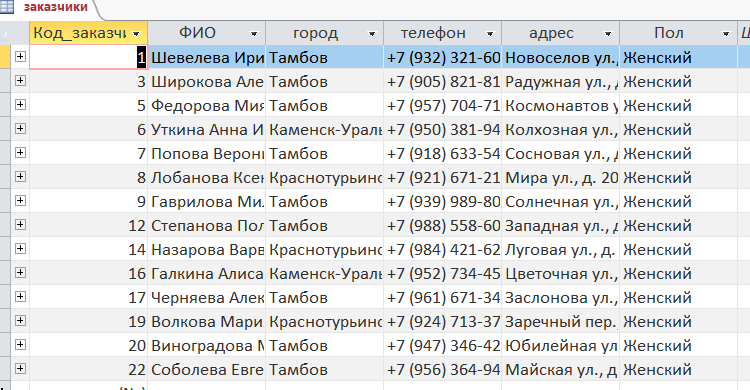 заказчики
Код_заказчи ФИО город телефон адрес Пол
1 Шевелева Ири Тамбов +7 (932) 321-60 Новоселов ул., Женский
3 Широкова Але Тамбов +7 (905) 821-81 Радужная ул., д Женский
5 Федорова Мия Тамбов +7 (957) 704-71 Космонавтов у Женский
6 Уткина Анна И Каменск-Ураль +7 (950) 381-94 Колхозная ул., Женский
7 Попова Верони Тамбов +7 (918) 633-54 Сосновая ул., д Женский
8 Лобанова Ксен Краснотурьинс +7 (921) 671-21 Мира ул., д. 20 Женский
9 Гаврилова Ми Тамбов +7 (939) 989-80 Солнечная ул., Женский
12 Степанова Пол Тамбов +7 (988) 558-60 Западная ул., д Женский
14 Назарова Варв Краснотурьинс +7 (984) 421-62 Луговая ул., д. Женский
16 Галкина Алиса Каменск-Ураль +7 (952) 734-45 Цветочная ул., Женский
17 Черняева Алек Тамбов +7 (961) 671-34 Заслонова ул., Женский
19 Волкова Мари Краснотурьинс +7 (924) 713-37 Заречный пер. Женский
20 Виноградова М Тамбов +7 (947) 346-42 Юбилейная ул Женский
22 Соболева Евге Тамбов +7 (956) 364-94 Майская ул., д Женский